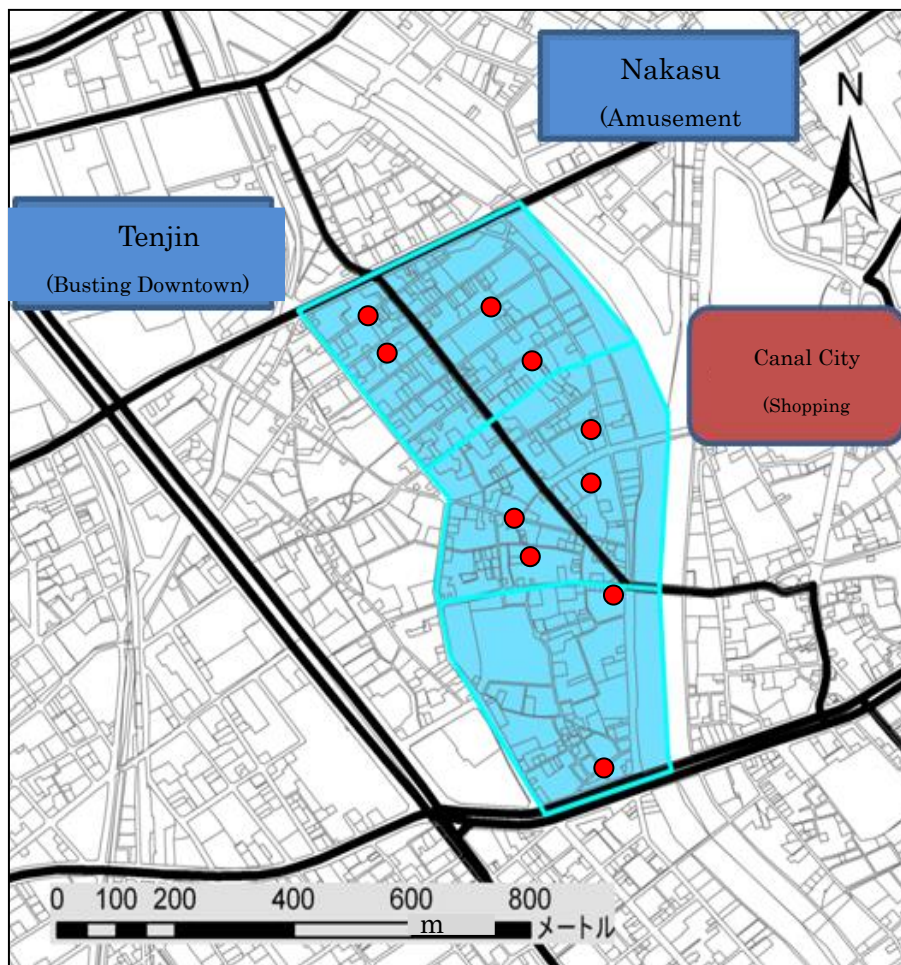 Nakasu
(Amusement
N
Tenjin
(Busting Downtown)
Canal City
(Shopping
0 100 200 400 600 800
m メートル